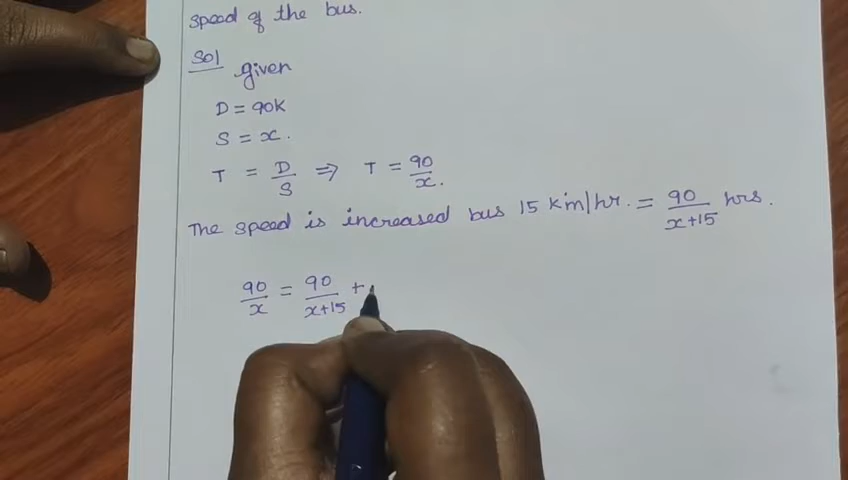 speed of the bus.
Sol given
D = 90K
S = x.
T = D/S ⇒ T = 90/x.
The speed is increased bus 15 km/hr. = 90/x+15 hrs.
90/x = 90/x+15 +